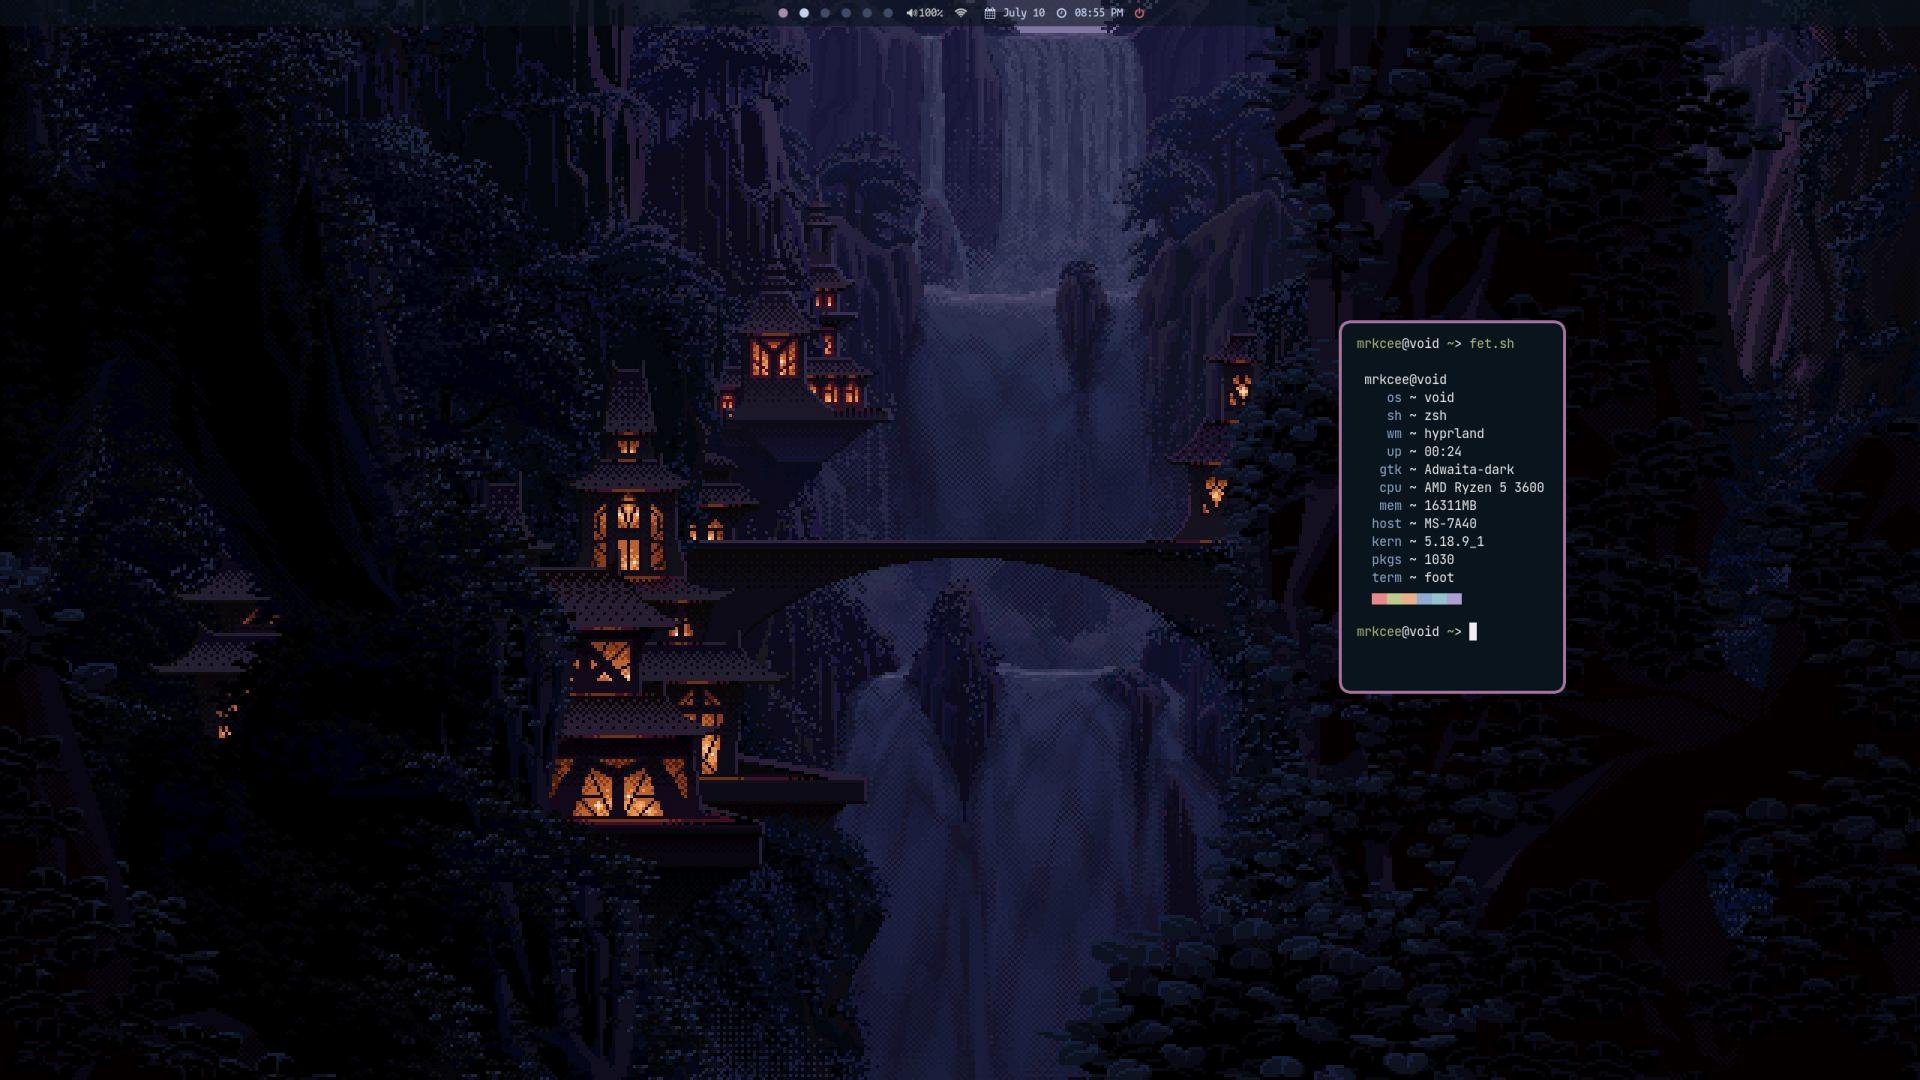 100% July 10 08:55 PM
mrkcee@void ~> fet.sh
mrkcee@void
os ~ void
sh ~ zsh
wm ~ hyprland
up ~ 00:24
gtk ~ Adwaita-dark
cpu ~ AMD Ryzen 5 3600
mem ~ 16311MB
host ~ MS-7A40
kern ~ 5.18.9_1
pkgs ~ 1030
term ~ foot
mrkcee@void ~>